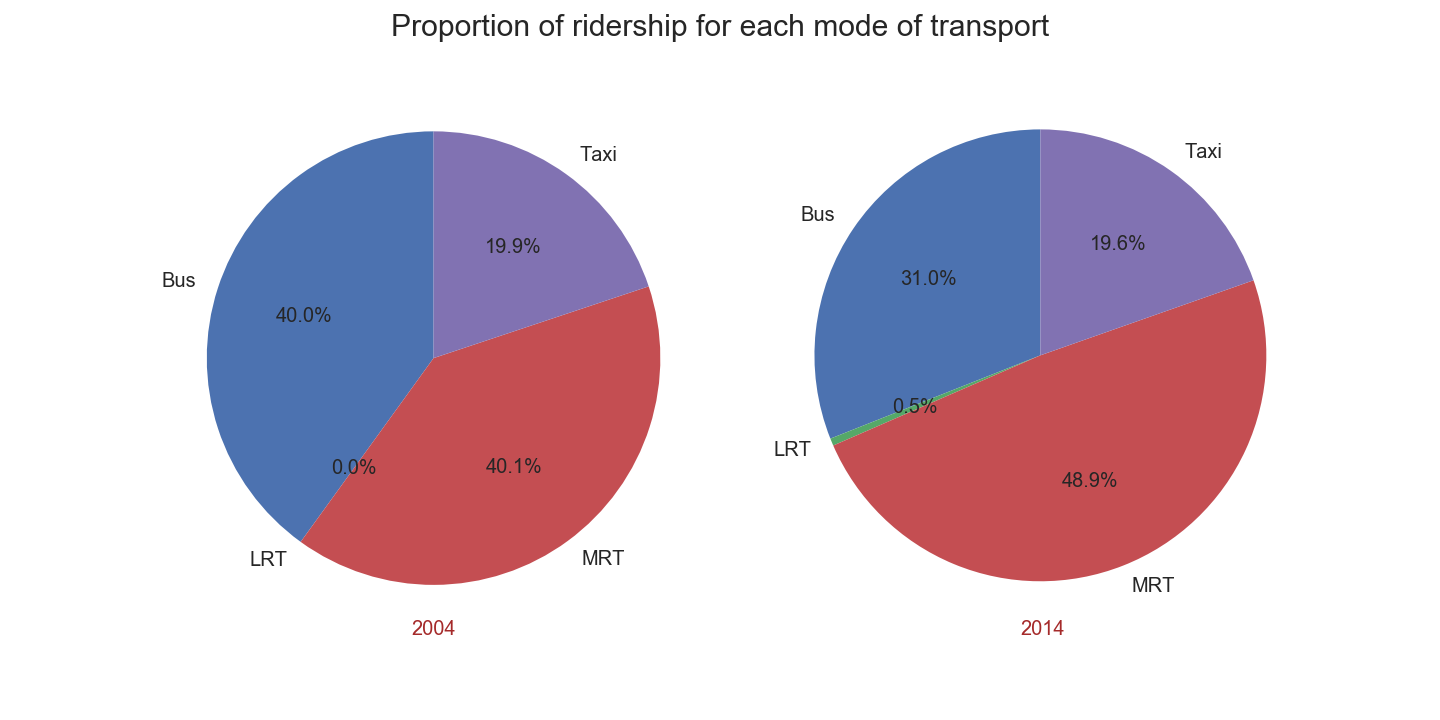 Proportion of ridership for each mode of transport
Taxi
19.9%
Bus
40.0%
0.0%
40.1%
LRT
MRT
2004
Taxi
Bus
19.6%
31.0%
0.5%
LRT
48.9%
MRT
2014